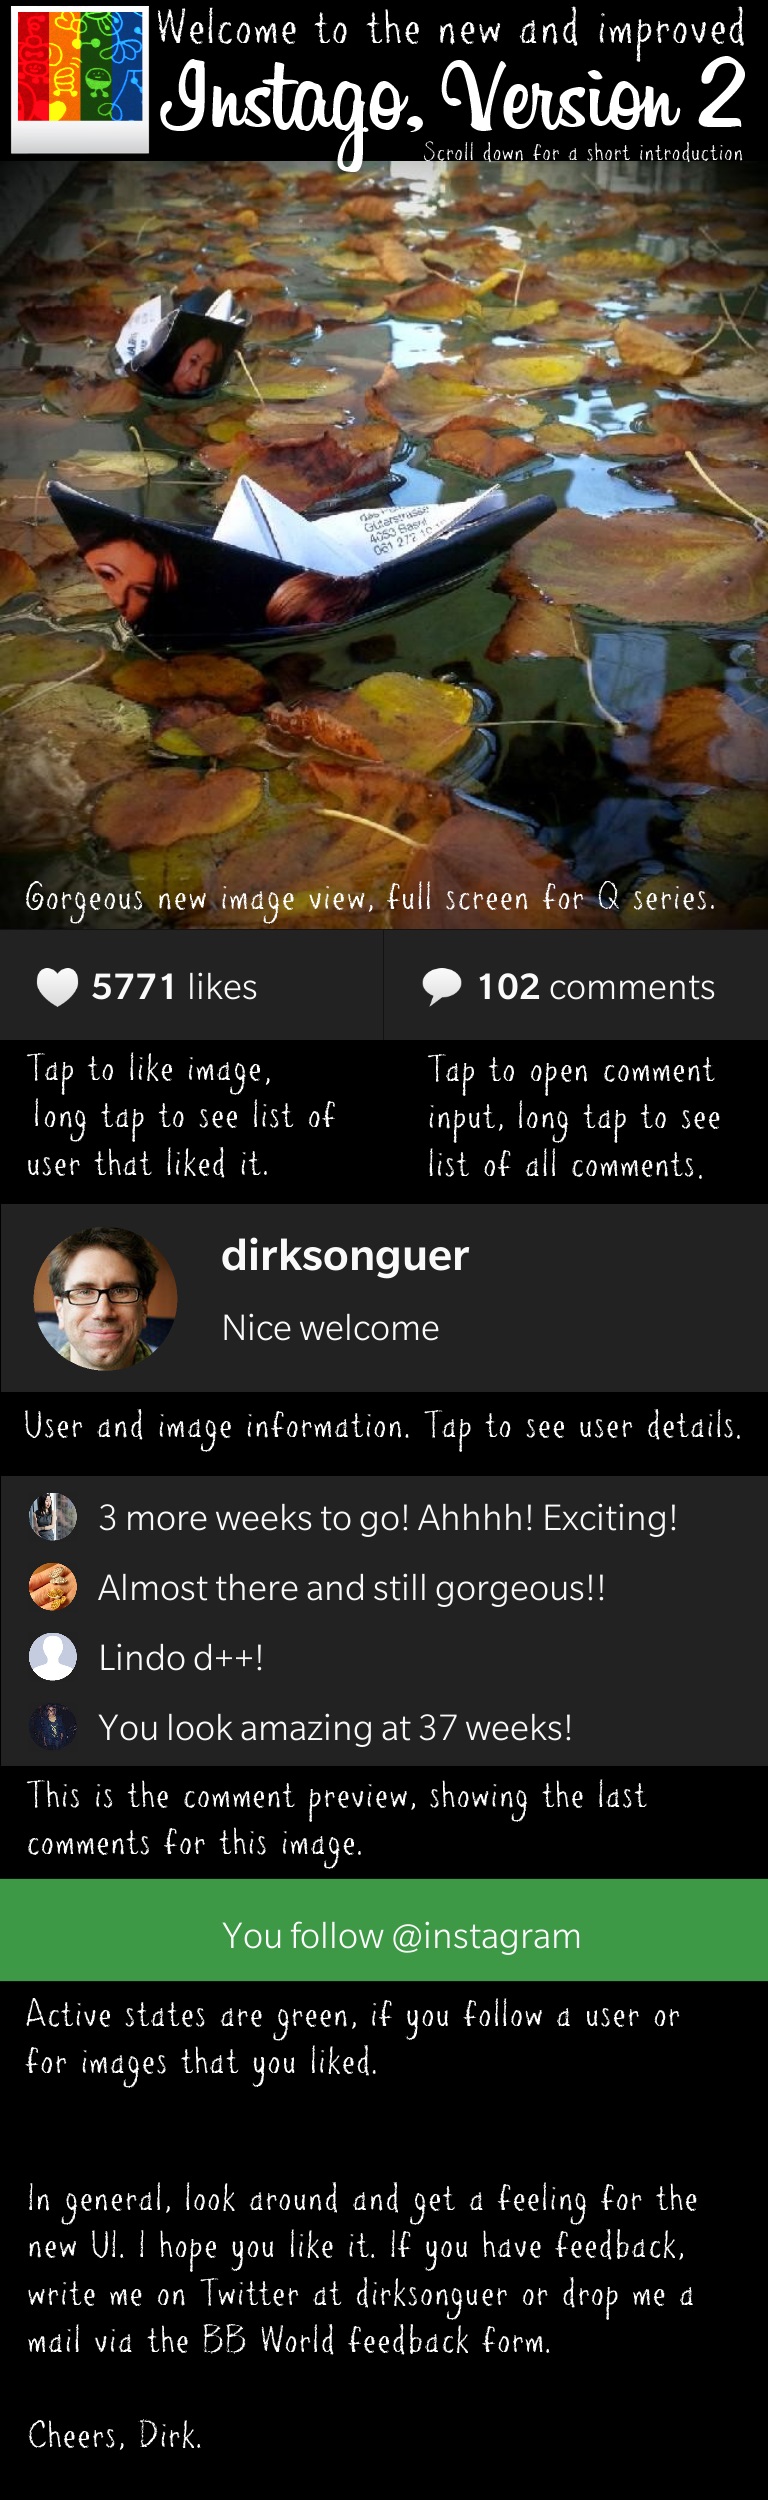 Welcome to the new and improved
Instago, Version 2
Scroll down for a short introduction
Güterstrasse
4053 Basel
061 272
Gorgeous new image view, full screen for Q series.
5771 likes
102 comments
Tap to like image,
long tap to see list of
user that liked it.
Tap to open comment
input, long tap to see
list of all comments.
dirksonguer
Nice welcome
User and image information. Tap to see user details.
3 more weeks to go! Ahhhh! Exciting!
Almost there and still gorgeous!!
Lindo d++!
You look amazing at 37 weeks!
This is the comment preview, showing the last
comments for this image.
You follow @instagram
Active states are green, if you follow a user or
for images that you liked.
In general, look around and get a feeling for the
new UI. I hope you like it. If you have feedback,
write me on Twitter at dirksonguer or drop me a
mail via the BB World feedback form.
Cheers, Dirk.